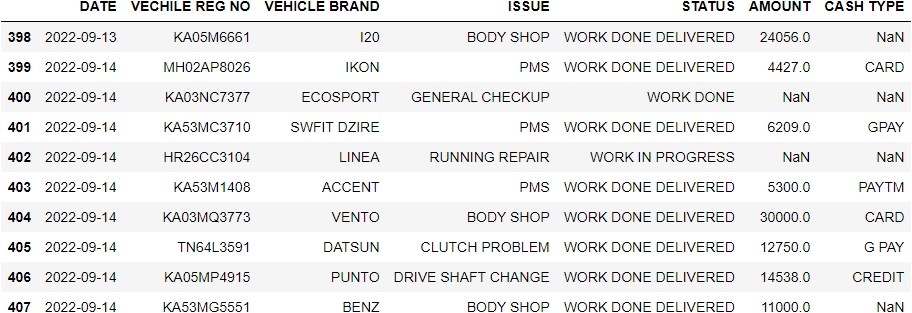 DATE VECHILE REG NO VEHICLE BRAND ISSUE STATUS AMOUNT CASH TYPE
398 2022-09-13 KA05M6661 I20 BODY SHOP WORK DONE DELIVERED 24056.0 NaN
399 2022-09-14 MH02AP8026 IKON PMS WORK DONE DELIVERED 4427.0 CARD
400 2022-09-14 KA03NC7377 ECOSPORT GENERAL CHECKUP WORK DONE NaN NaN
401 2022-09-14 KA53MC3710 SWFIT DZIRE PMS WORK DONE DELIVERED 6209.0 GPAY
402 2022-09-14 HR26CC3104 LINEA RUNNING REPAIR WORK IN PROGRESS NaN NaN
403 2022-09-14 KA53M1408 ACCENT PMS WORK DONE DELIVERED 5300.0 PAYTM
404 2022-09-14 KA03MQ3773 VENTO BODY SHOP WORK DONE DELIVERED 30000.0 CARD
405 2022-09-14 TN64L3591 DATSUN CLUTCH PROBLEM WORK DONE DELIVERED 12750.0 G PAY
406 2022-09-14 KA05MP4915 PUNTO DRIVE SHAFT CHANGE WORK DONE DELIVERED 14538.0 CREDIT
407 2022-09-14 KA53MG5551 BENZ BODY SHOP WORK DONE DELIVERED 11000.0 NaN